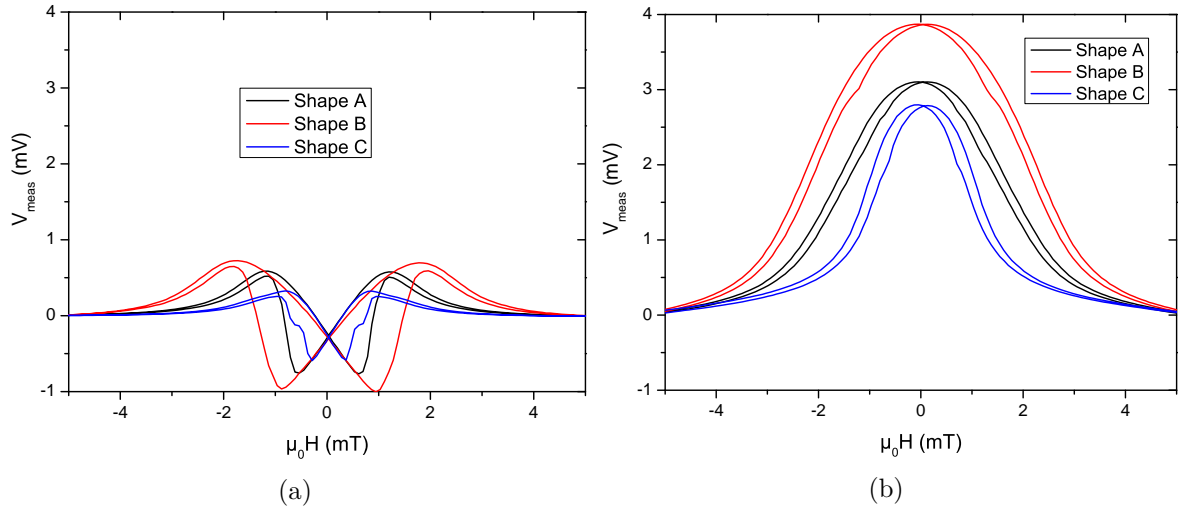 4
3
2
1
0
-1
V_meas (mV)
Shape A
Shape B
Shape C
-4 -2 0 2 4
μ₀H (mT)
(a)
4
3
2
1
0
-1
V_meas (mV)
Shape A
Shape B
Shape C
-4 -2 0 2 4
μ₀H (mT)
(b)